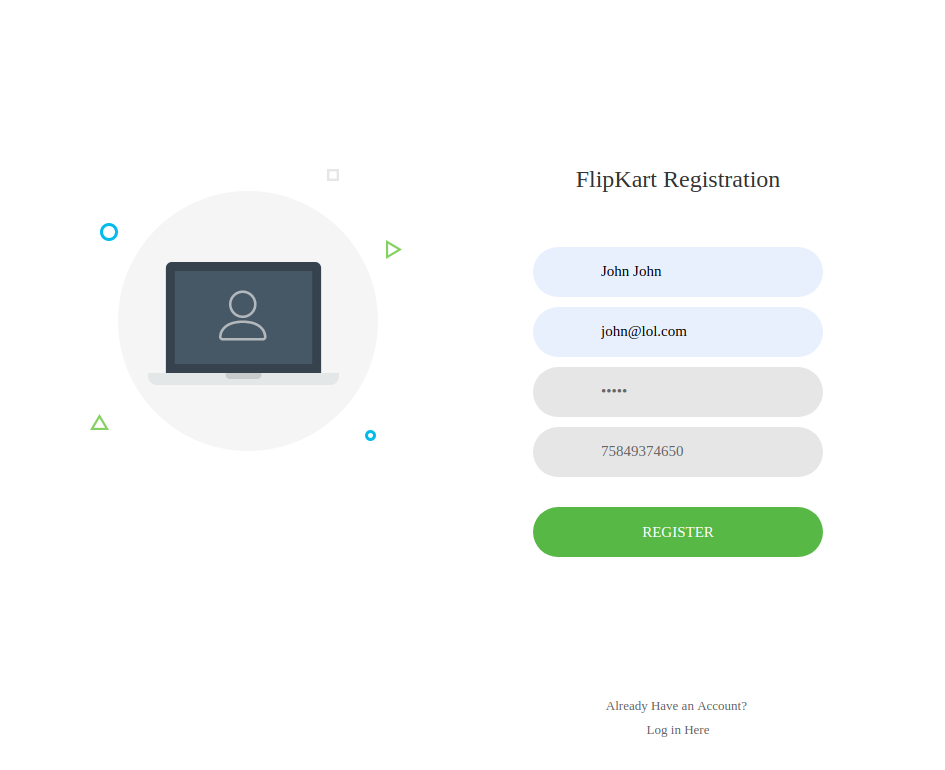 FlipKart Registration
John John
john@lol.com
•••••
75849374650
REGISTER
Already Have an Account?
Log in Here